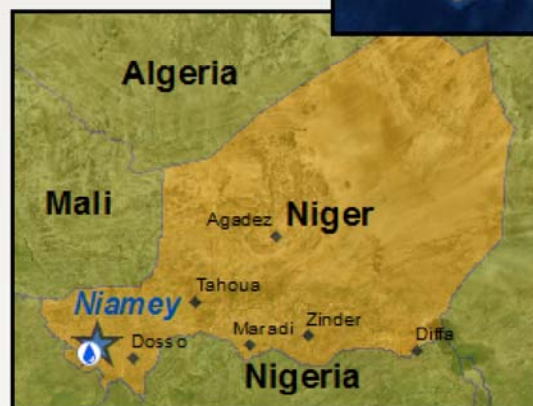 Algeria
Mali
Agadez
Niger
Tahoua
Niamey
Maradi
Zinder
Diffa
Dosso
Nigeria